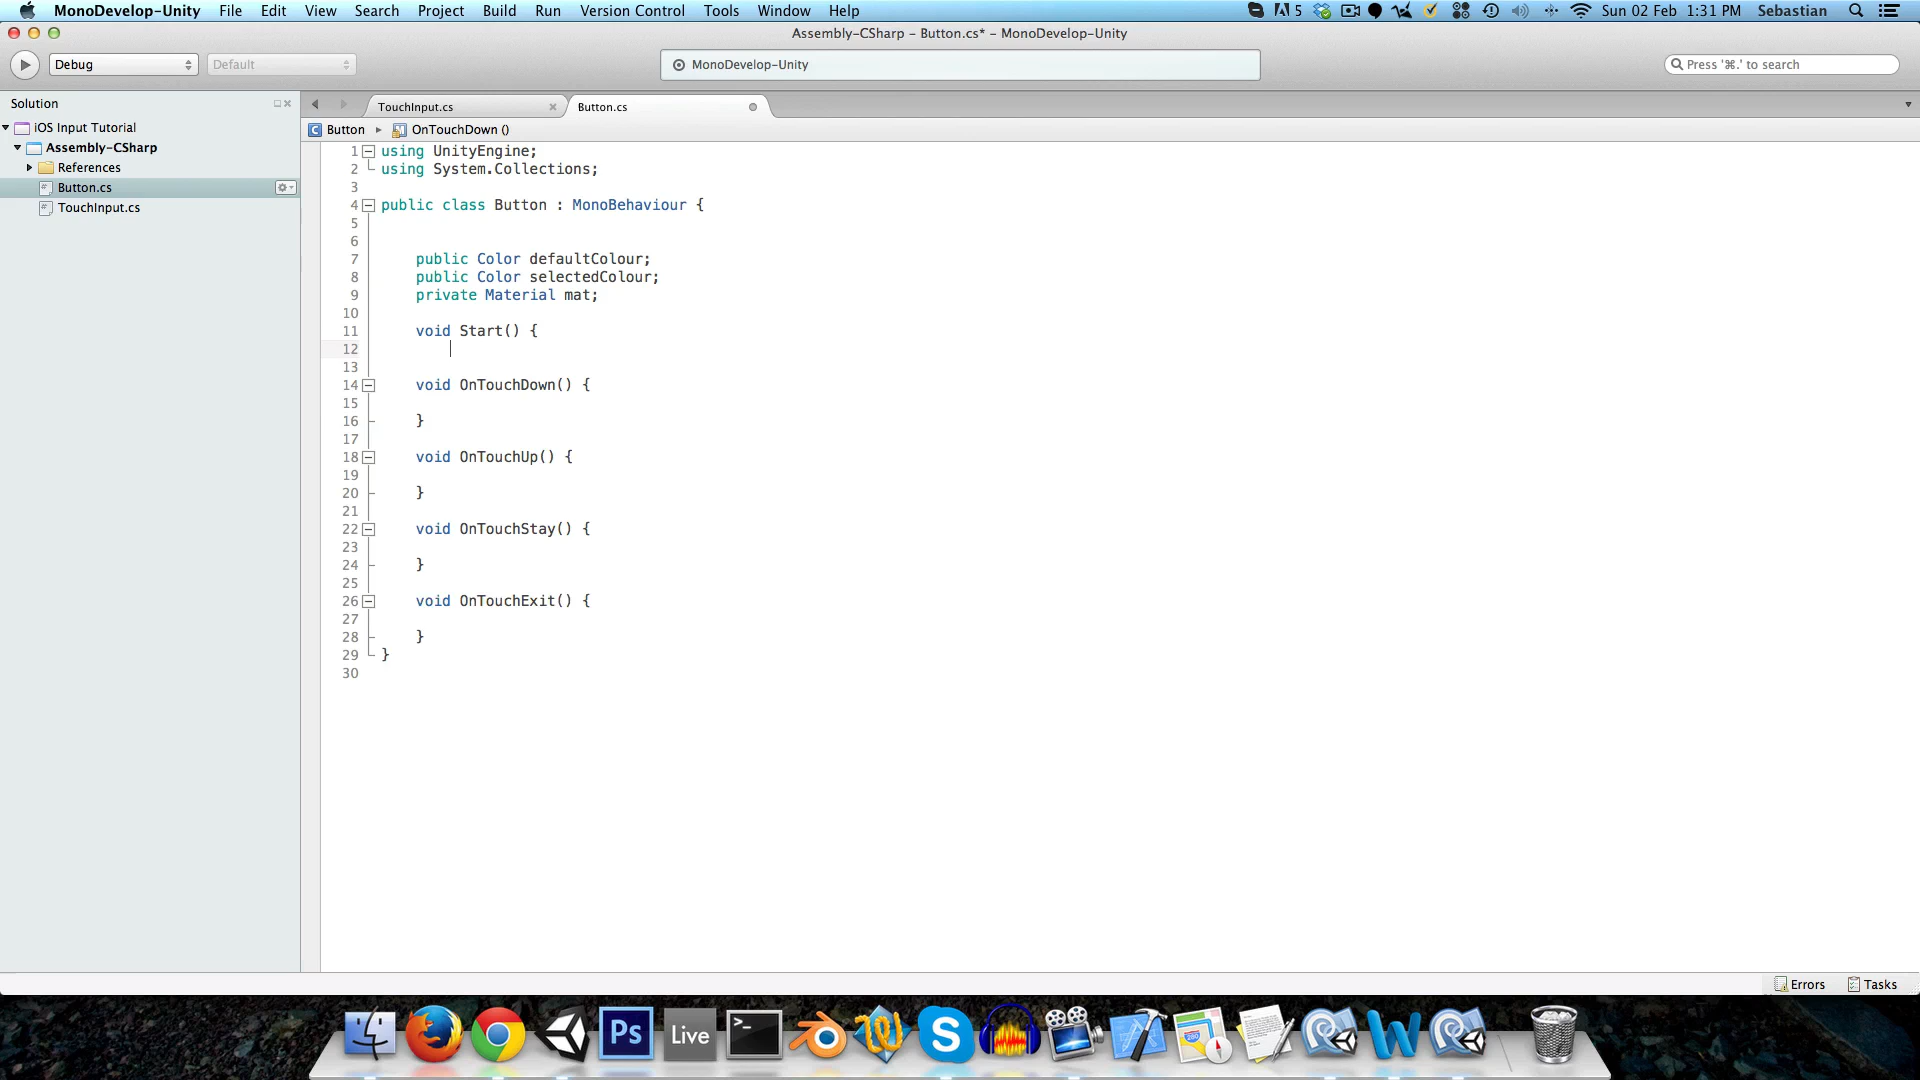 MonoDevelop-Unity File Edit View Search Project Build Run Version Control Tools Window Help 5 Sun 02 Feb 1:31 PM Sebastian
Assembly-CSharp – Button.cs* – MonoDevelop-Unity
Debug Default MonoDevelop-Unity Press '⌘.' to search
Solution
iOS Input Tutorial
Assembly-CSharp
References
Button.cs
TouchInput.cs
TouchInput.cs Button.cs
Button OnTouchDown ()
1 using UnityEngine;
2 using System.Collections;
3
4 public class Button : MonoBehaviour {
5
6
7 public Color defaultColour;
8 public Color selectedColour;
9 private Material mat;
10
11 void Start() {
12
13
14 void OnTouchDown() {
15
16 }
17
18 void OnTouchUp() {
19
20 }
21
22 void OnTouchStay() {
23
24 }
25
26 void OnTouchExit() {
27
28 }
29 }
30
Errors Tasks
Ps Live >_ S W